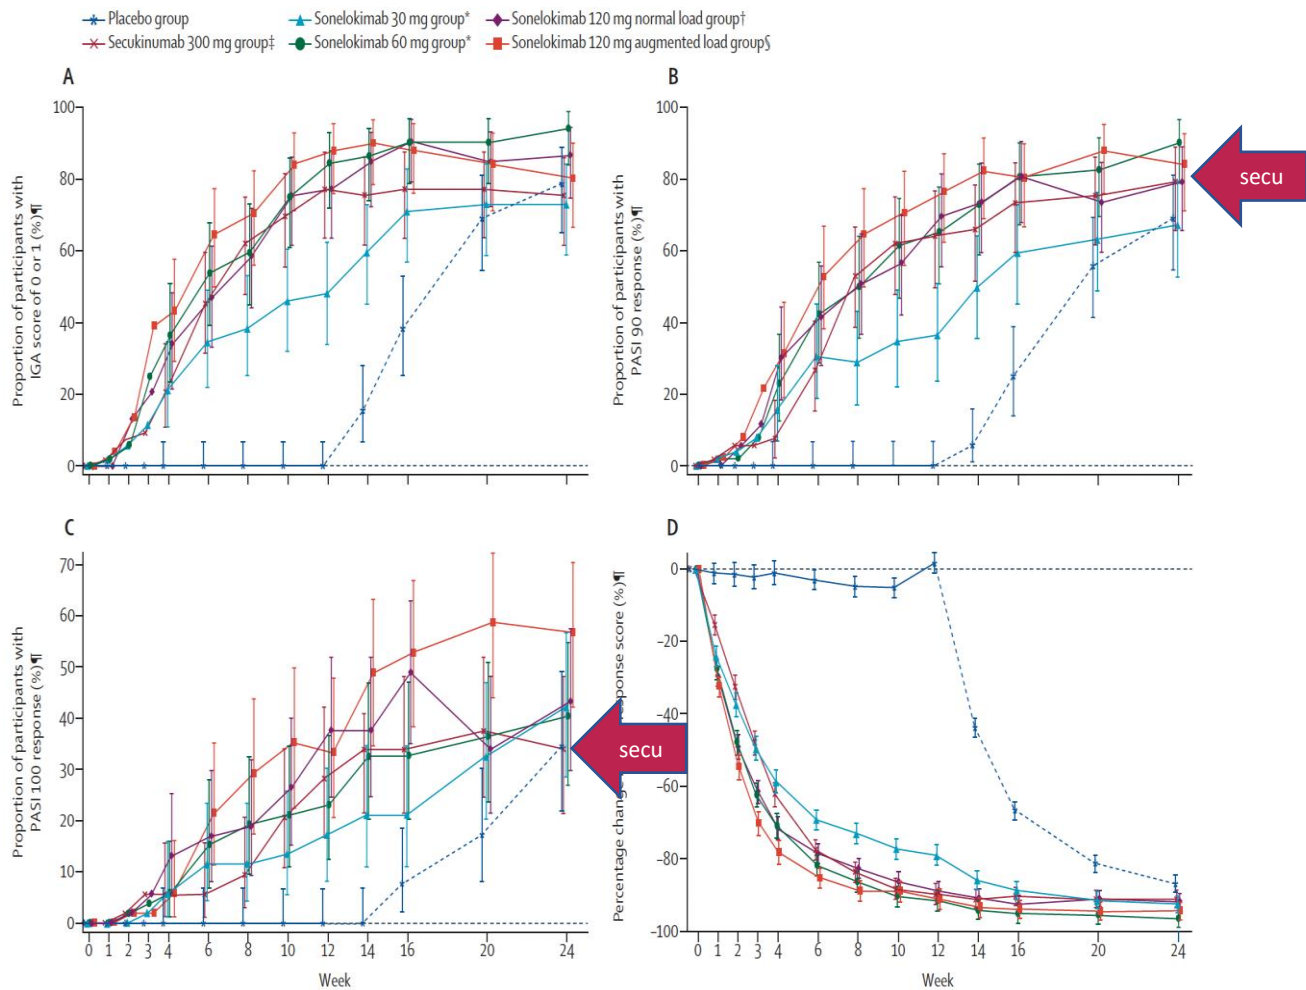 Placebo group
Sonelokimab 30 mg group*
Sonelokimab 120 mg normal load group†
Secukinumab 300 mg group‡
Sonelokimab 60 mg group*
Sonelokimab 120 mg augmented load group§
A
Proportion of participants with
IGA score of 0 or 1 (%)¶
100
80
60
40
20
0
B
Proportion of participants with
PASI 90 response (%)¶
100
80
60
40
20
0
secu
C
Proportion of participants with
PASI 100 response (%)¶
70
60
50
40
30
20
10
0
0 1 2 3 4 6 8 10 12 14 16 20 24
Week
secu
D
Percentage chang
sponse score (%)¶
0
−20
−40
−60
−80
−100
0 1 2 3 4 6 8 10 12 14 16 20 24
Week